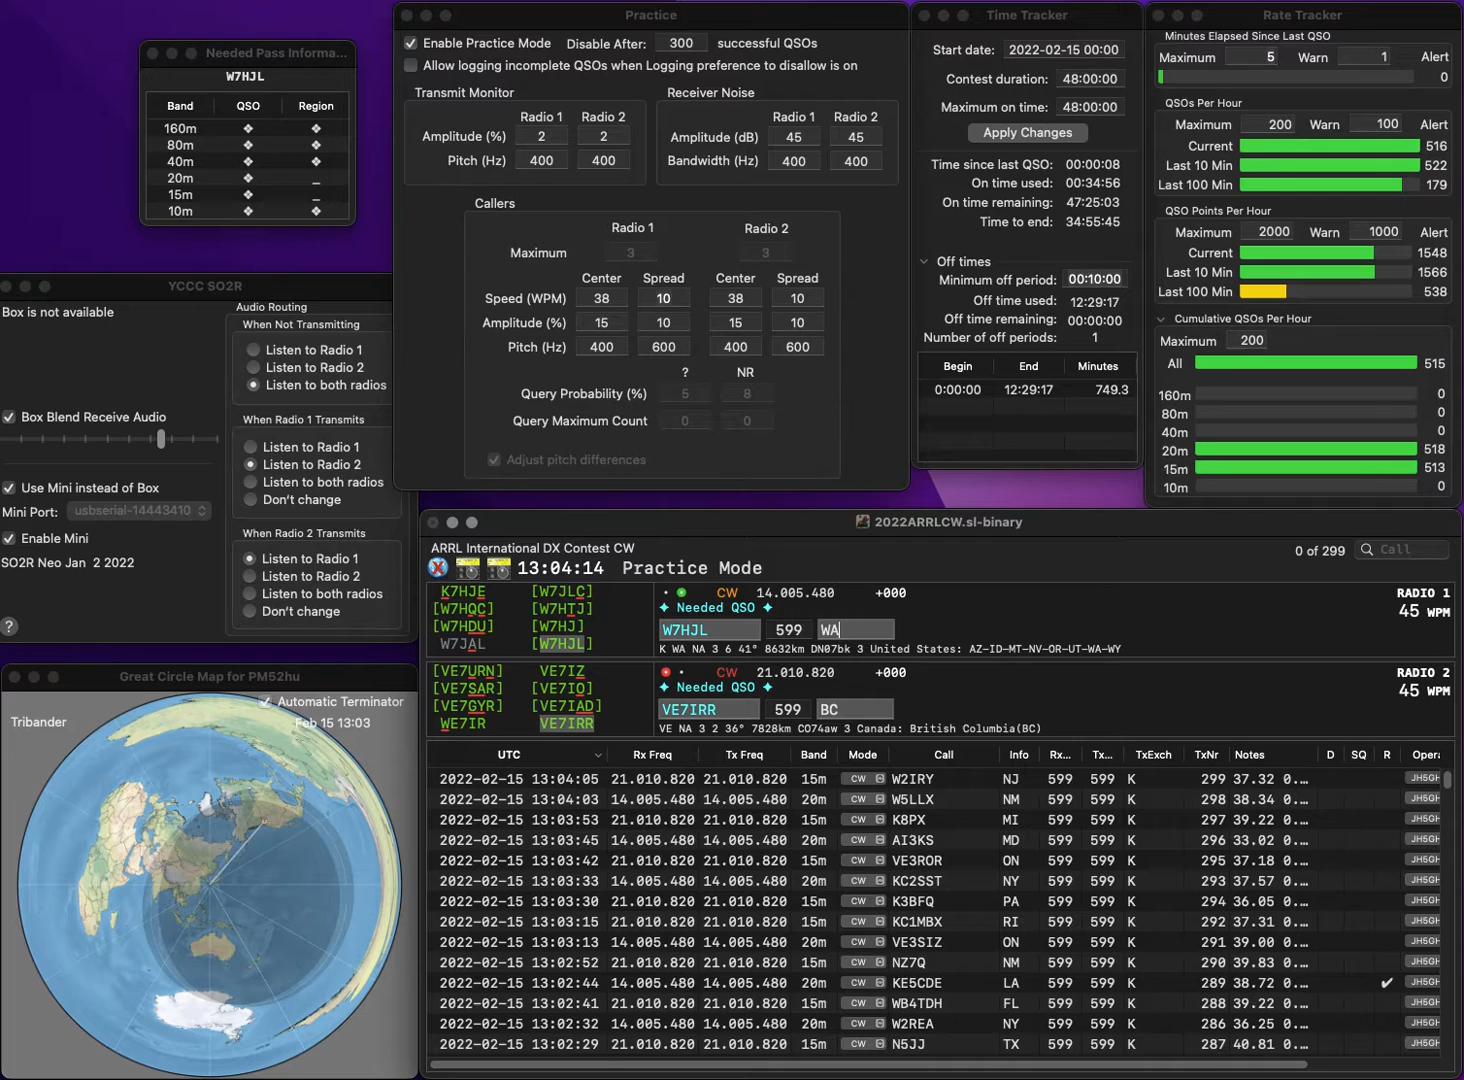 Needed Pass Informa...
W7HJL
Band QSO Region
160m ❖ ❖
80m ❖ ❖
40m ❖ ❖
20m ❖ _
15m ❖ _
10m ❖ ❖
YCCC SO2R
Box is not available
Box Blend Receive Audio
Use Mini instead of Box
Mini Port: usbserial-14443410
Enable Mini
SO2R Neo Jan 2 2022
?
Audio Routing
When Not Transmitting
Listen to Radio 1
Listen to Radio 2
Listen to both radios
When Radio 1 Transmits
Listen to Radio 1
Listen to Radio 2
Listen to both radios
Don't change
When Radio 2 Transmits
Listen to Radio 1
Listen to Radio 2
Listen to both radios
Don't change
Great Circle Map for PM52hu
Automatic Terminator
Tribander Feb 15 13:03
Practice
Enable Practice Mode Disable After: 300 successful QSOs
Allow logging incomplete QSOs when Logging preference to disallow is on
Transmit Monitor
Radio 1 Radio 2
Amplitude (%) 2 2
Pitch (Hz) 400 400
Receiver Noise
Radio 1 Radio 2
Amplitude (dB) 45 45
Bandwidth (Hz) 400 400
Callers
Radio 1 Radio 2
Maximum 3 3
Center Spread Center Spread
Speed (WPM) 38 10 38 10
Amplitude (%) 15 10 15 10
Pitch (Hz) 400 600 400 600
? NR
Query Probability (%) 5 8
Query Maximum Count 0 0
Adjust pitch differences
Time Tracker
Start date: 2022-02-15 00:00
Contest duration: 48:00:00
Maximum on time: 48:00:00
Apply Changes
Time since last QSO: 00:00:08
On time used: 00:34:56
On time remaining: 47:25:03
Time to end: 34:55:45
Off times
Minimum off period: 00:10:00
Off time used: 12:29:17
Off time remaining: 00:00:00
Number of off periods: 1
Begin End Minutes
0:00:00 12:29:17 749.3
Rate Tracker
Minutes Elapsed Since Last QSO
Maximum 5 Warn 1 Alert
0
QSOs Per Hour
Maximum 200 Warn 100 Alert
Current 516
Last 10 Min 522
Last 100 Min 179
QSO Points Per Hour
Maximum 2000 Warn 1000 Alert
Current 1548
Last 10 Min 1566
Last 100 Min 538
Cumulative QSOs Per Hour
Maximum 200
All 515
160m 0
80m 0
40m 0
20m 518
15m 513
10m 0
2022ARRLCW.sl-binary
ARRL International DX Contest CW
0 of 299 Call
13:04:14 Practice Mode
K7HJE [W7JLC]
[W7HQC] [W7HTJ]
[W7HDU] [W7HJ]
W7JAL [W7HJL]
CW 14.005.480 +000 RADIO 1
Needed QSO 45 WPM
W7HJL 599 WA
K WA NA 3 6 41° 8632km DN07bk 3 United States: AZ-ID-MT-NV-OR-UT-WA-WY
[VE7URN] VE7IZ
[VE7SAR] [VE7IO]
[VE7GYR] [VE7IAD]
WE7IR VE7IRR
CW 21.010.820 +000 RADIO 2
Needed QSO 45 WPM
VE7IRR 599 BC
VE NA 3 2 36° 7828km CO74aw 3 Canada: British Columbia(BC)
UTC Rx Freq Tx Freq Band Mode Call Info Rx... Tx... TxExch TxNr Notes D SQ R Opera
2022-02-15 13:04:05 21.010.820 21.010.820 15m CW W2IRY NJ 599 599 K 299 37.32 0.... JH5GH
2022-02-15 13:04:03 14.005.480 14.005.480 20m CW W5LLX NM 599 599 K 298 38.34 0.... JH5GH
2022-02-15 13:03:53 14.005.480 14.005.480 20m CW K8PX MI 599 599 K 297 39.22 0.... JH5GH
2022-02-15 13:03:45 14.005.480 14.005.480 20m CW AI3KS MD 599 599 K 296 33.02 0.... JH5GH
2022-02-15 13:03:42 21.010.820 21.010.820 15m CW VE3ROR ON 599 599 K 295 37.18 0.... JH5GH
2022-02-15 13:03:33 21.010.820 21.010.820 15m CW KC2SST NY 599 599 K 293 37.57 0.... JH5GH
2022-02-15 13:03:30 14.005.480 14.005.480 20m CW K3BFQ PA 599 599 K 294 36.05 0.... JH5GH
2022-02-15 13:03:15 21.010.820 21.010.820 15m CW KC1MBX RI 599 599 K 292 37.31 0.... JH5GH
2022-02-15 13:03:13 14.005.480 14.005.480 20m CW VE3SIZ ON 599 599 K 291 39.00 0.... JH5GH
2022-02-15 13:02:52 21.010.820 21.010.820 15m CW NZ7Q NM 599 599 K 290 39.83 0.... JH5GH
2022-02-15 13:02:44 14.005.480 14.005.480 20m CW KE5CDE LA 599 599 K 289 38.72 0.... ✔ JH5GH
2022-02-15 13:02:41 21.010.820 21.010.820 15m CW WB4TDH FL 599 599 K 288 39.22 0.... JH5GH
2022-02-15 13:02:32 14.005.480 14.005.480 20m CW W2REA NY 599 599 K 286 36.25 0.... JH5GH
2022-02-15 13:02:29 21.010.820 21.010.820 15m CW N5JJ TX 599 599 K 287 40.81 0.... JH5GH